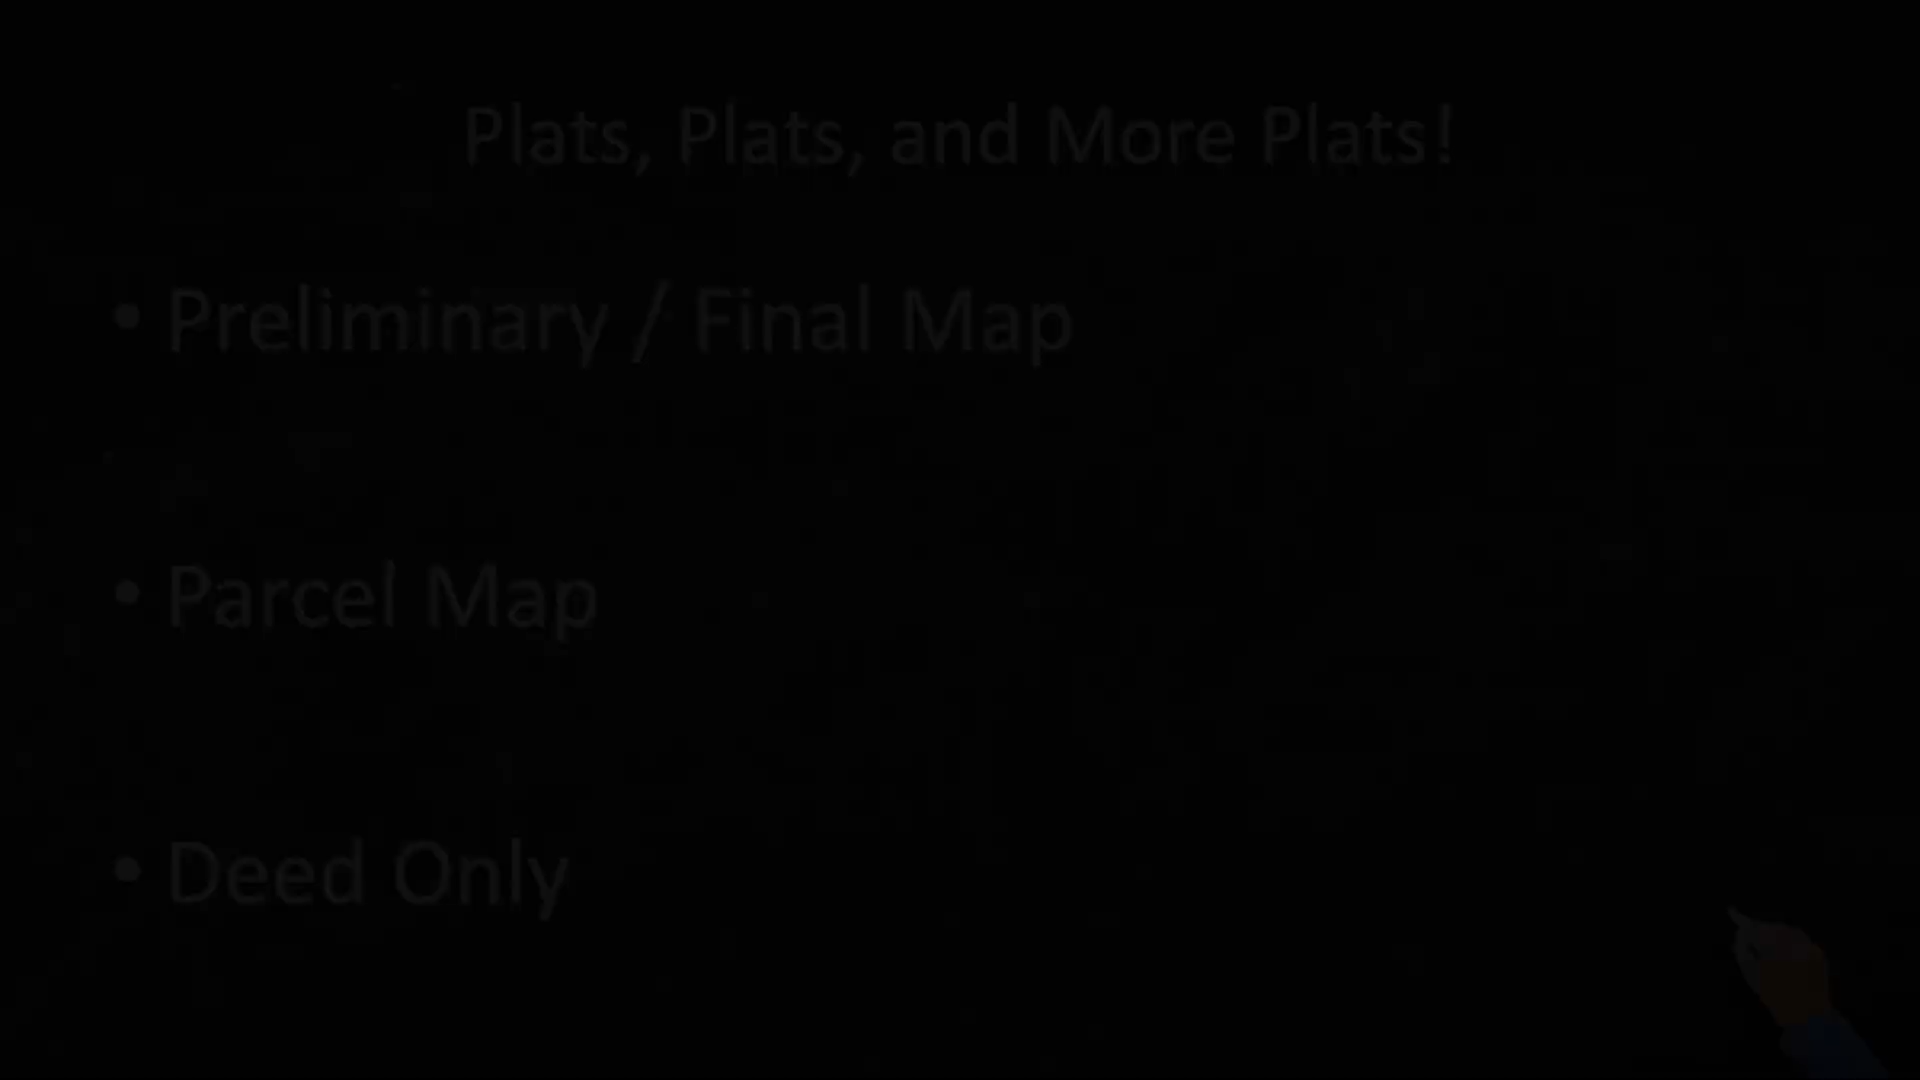 Plats, Plats, and More Plats!
• Preliminary / Final Map
• Parcel Map
• Deed Only